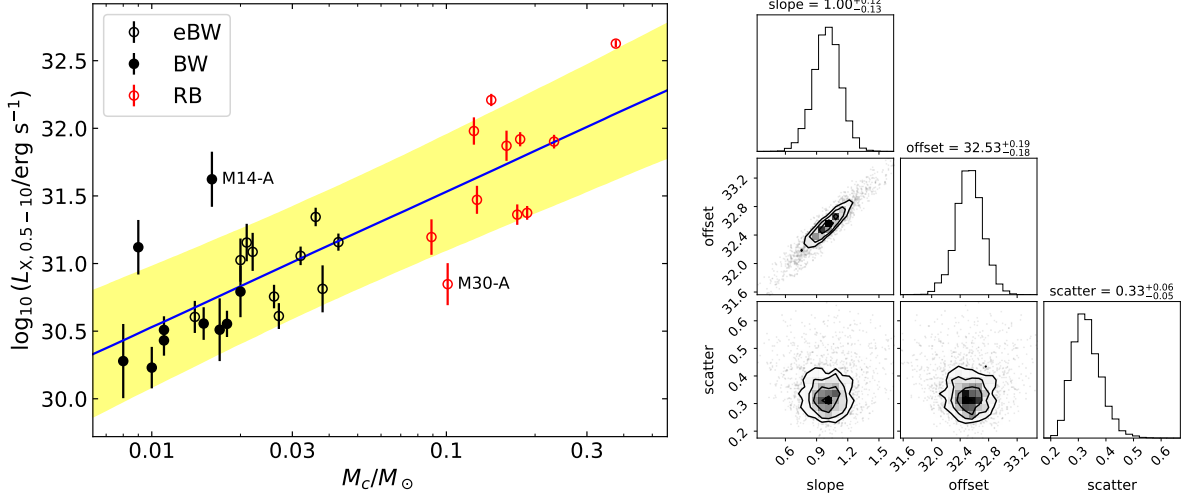 eBW
BW
RB
M14-A
M30-A
log₁₀(L_X,0.5−10/erg s⁻¹)
32.5
32.0
31.5
31.0
30.5
30.0
0.01
0.03
0.1
0.3
M_c/M_⊙
slope = 1.00^{+0.12}_{−0.13}
offset = 32.53^{+0.19}_{−0.18}
scatter = 0.33^{+0.06}_{−0.05}
offset
33.2
32.8
32.4
32.0
31.6
scatter
0.6
0.5
0.4
0.3
0.2
0.6
0.9
1.2
1.5
slope
31.6
32.0
32.4
32.8
33.2
offset
0.2
0.3
0.4
0.5
0.6
scatter